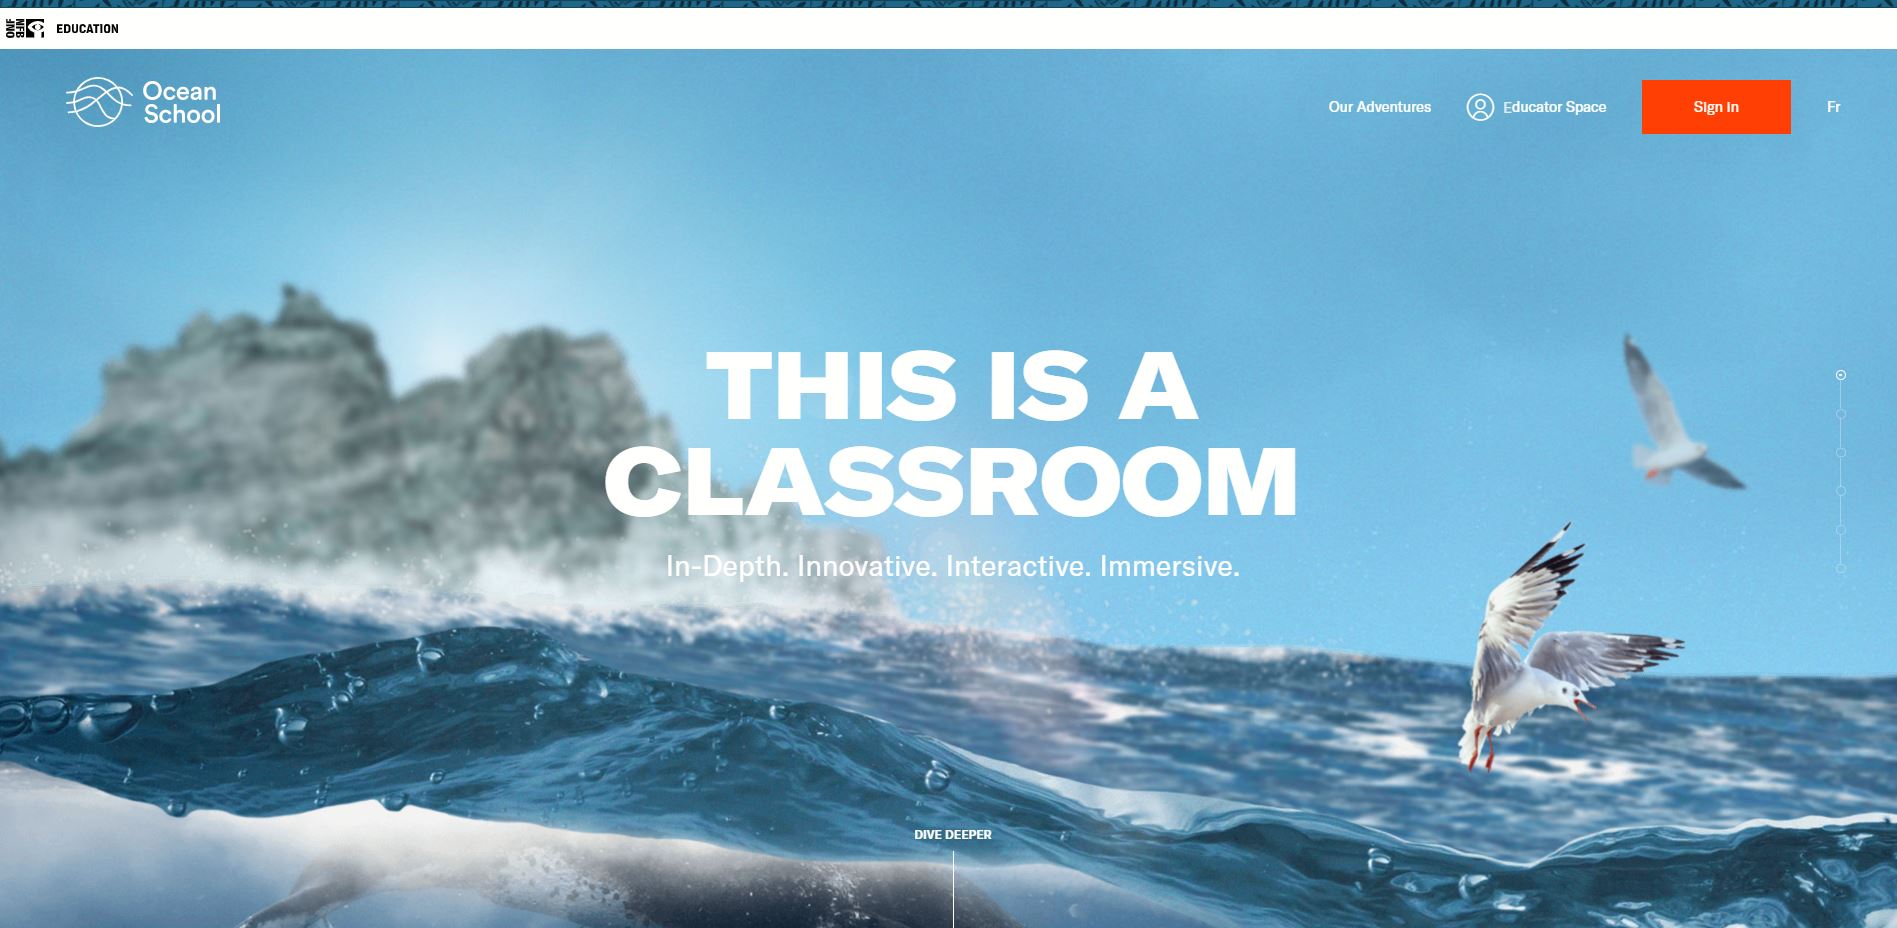 ONF
NFB
EDUCATION
Ocean
School
Our Adventures
Educator Space
Sign In
Fr
THIS IS A
CLASSROOM
In-Depth. Innovative. Interactive. Immersive.
DIVE DEEPER